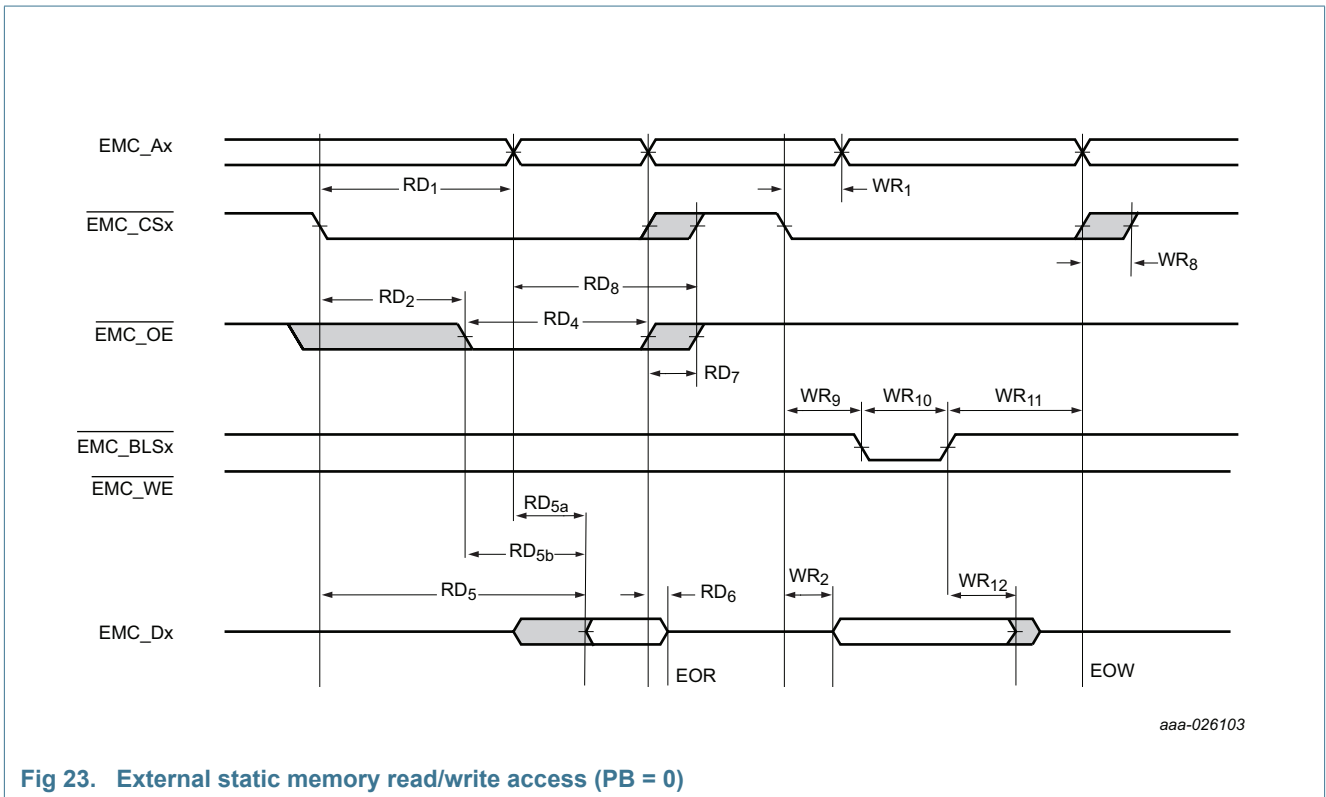 EMC_Ax
RD1
WR1
EMC_CSx
WR8
RD8
RD2
RD4
EMC_OE
RD7
WR9
WR10
WR11
EMC_BLSx
EMC_WE
RD5a
RD5b
RD5
RD6
WR2
WR12
EMC_Dx
EOR
EOW
aaa-026103
Fig 23. External static memory read/write access (PB = 0)